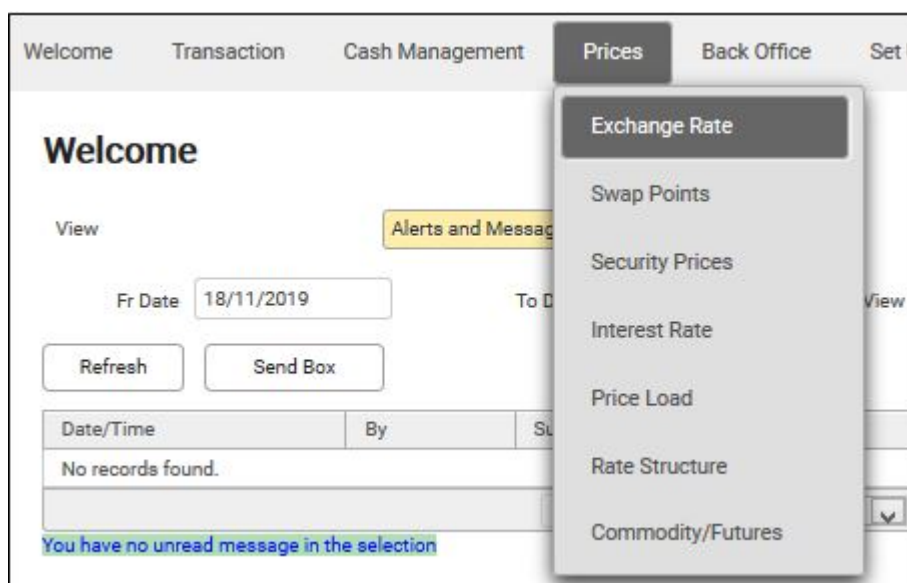 Welcome Transaction Cash Management Prices Back Office Set
Exchange Rate
Welcome
Swap Points
View Alerts and Messag
Security Prices
Fr Date 18/11/2019 To D View
Interest Rate
Refresh Send Box
Price Load
Date/Time By Su
No records found.
Rate Structure
Commodity/Futures
You have no unread message in the selection